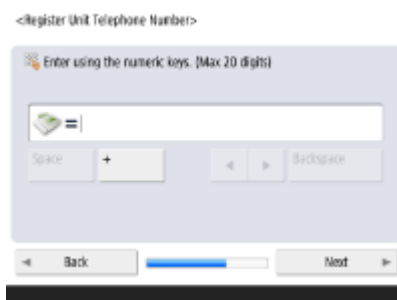 <Register Unit Telephone Number>
Enter using the numeric keys. (Max 20 digits)
=
Space + ◀ ▶ Backspace
◀ Back Next ▶